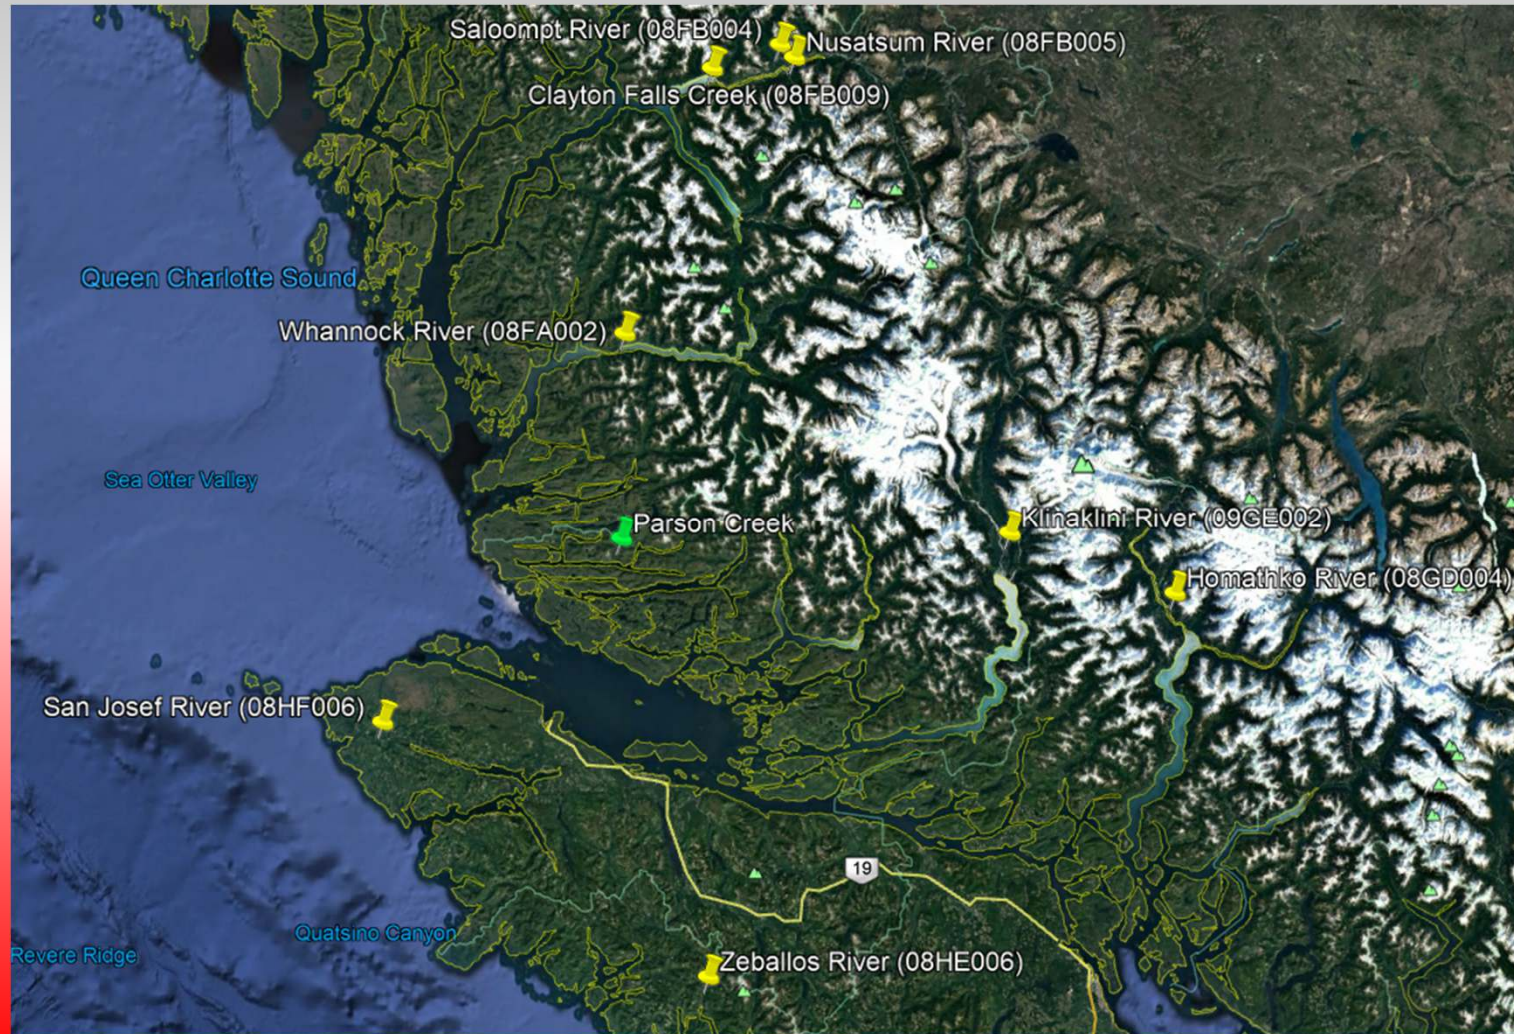 Saloompt River (08FB004)
Nusatsum River (08FB005)
Clayton Falls Creek (08FB009)
Queen Charlotte Sound
Whannock River (08FA002)
Sea Otter Valley
Parson Creek
Klinaklini River (09GE002)
Homathko River (08GD004)
San Josef River (08HF006)
19
Quatsino Canyon
Revere Ridge
Zeballos River (08HE006)